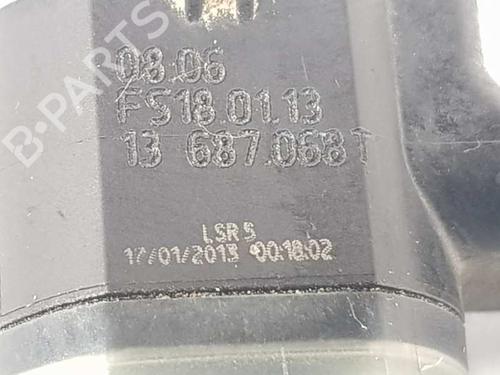 B-PARTS
08.06
FS18.01.13
13 687.068T
LSR5
17/01/2013 00:18:02